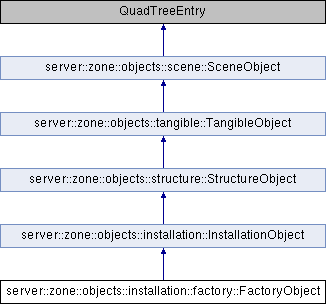 QuadTreeEntry
server::zone::objects::scene::SceneObject
server::zone::objects::tangible::TangibleObject
server::zone::objects::structure::StructureObject
server::zone::objects::installation::InstallationObject
server::zone::objects::installation::factory::FactoryObject